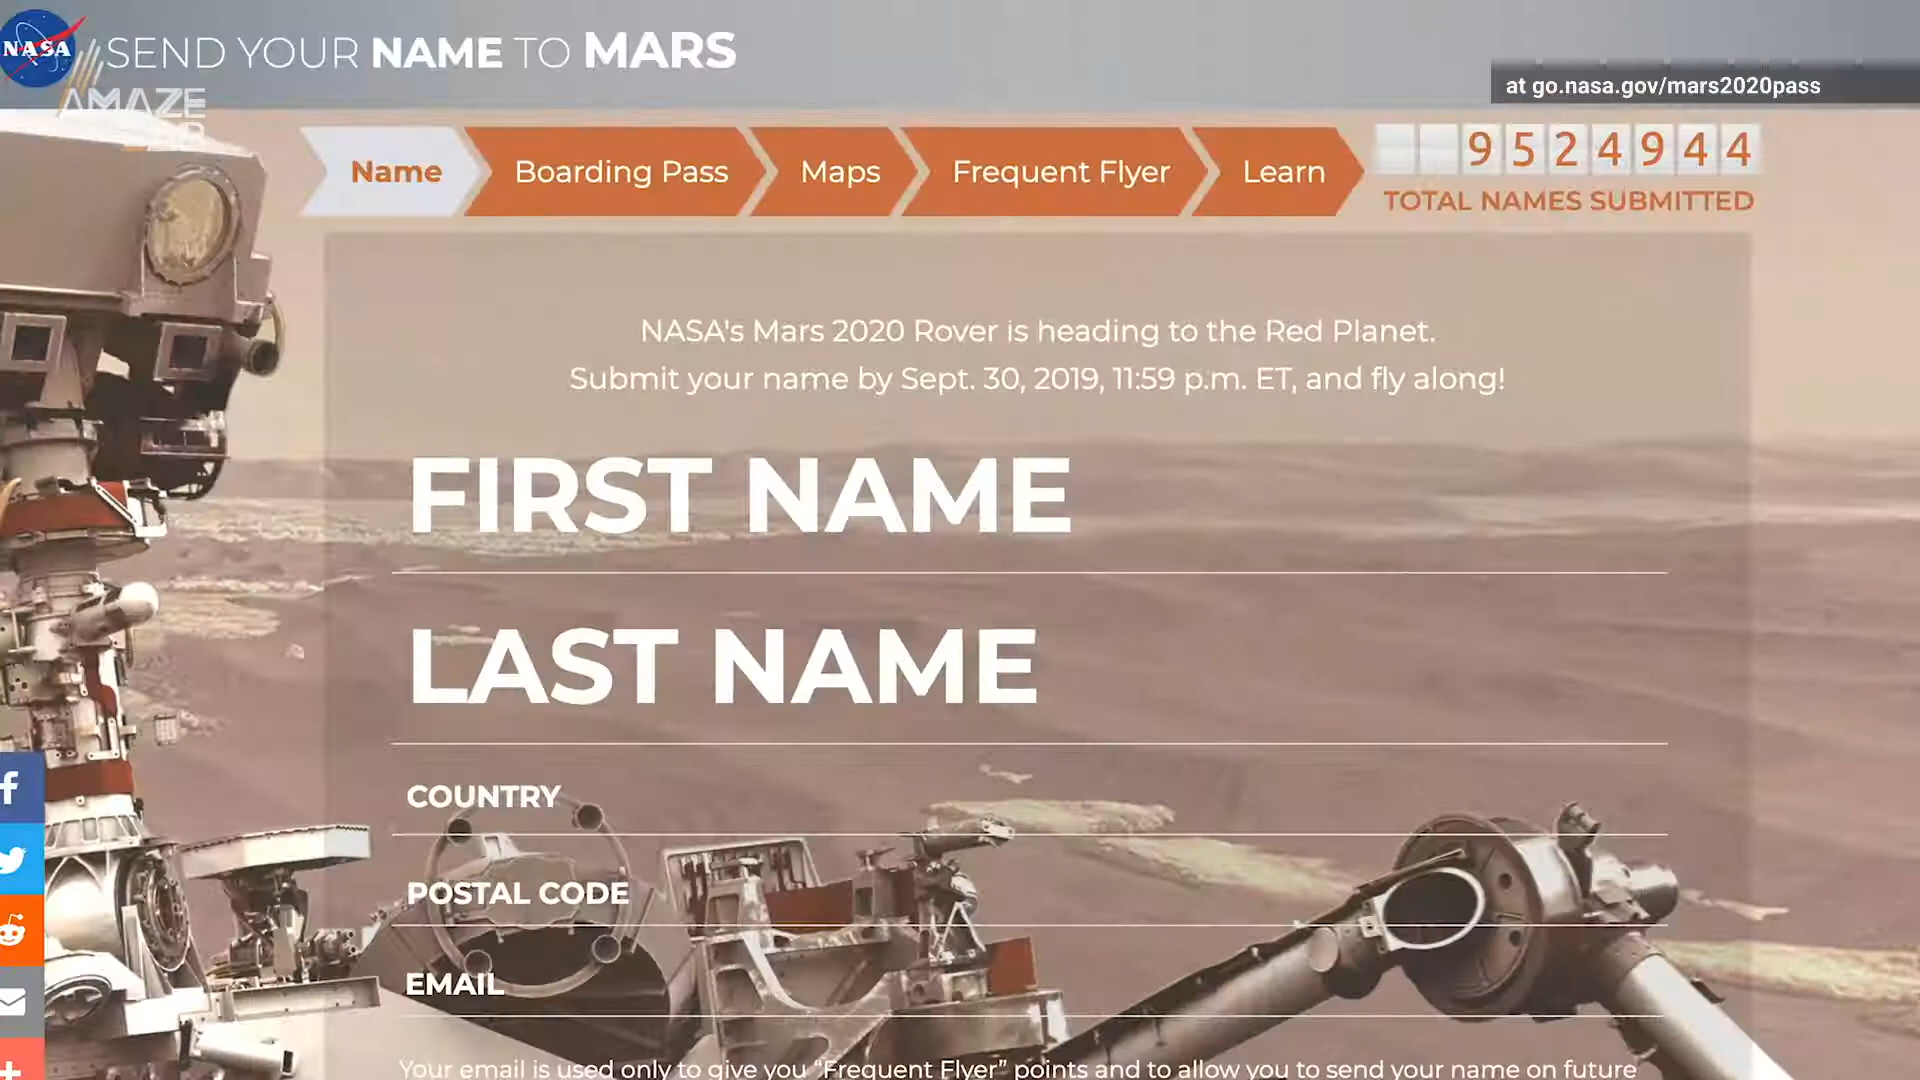 NASA
SEND YOUR NAME TO MARS
AMAZE
at go.nasa.gov/mars2020pass
Name
Boarding Pass
Maps
Frequent Flyer
Learn
9524944
TOTAL NAMES SUBMITTED
NASA's Mars 2020 Rover is heading to the Red Planet.
Submit your name by Sept. 30, 2019, 11:59 p.m. ET, and fly along!
FIRST NAME
LAST NAME
COUNTRY
POSTAL CODE
EMAIL
Your email is used only to give you “Frequent Flyer” points and to allow you to send your name on future